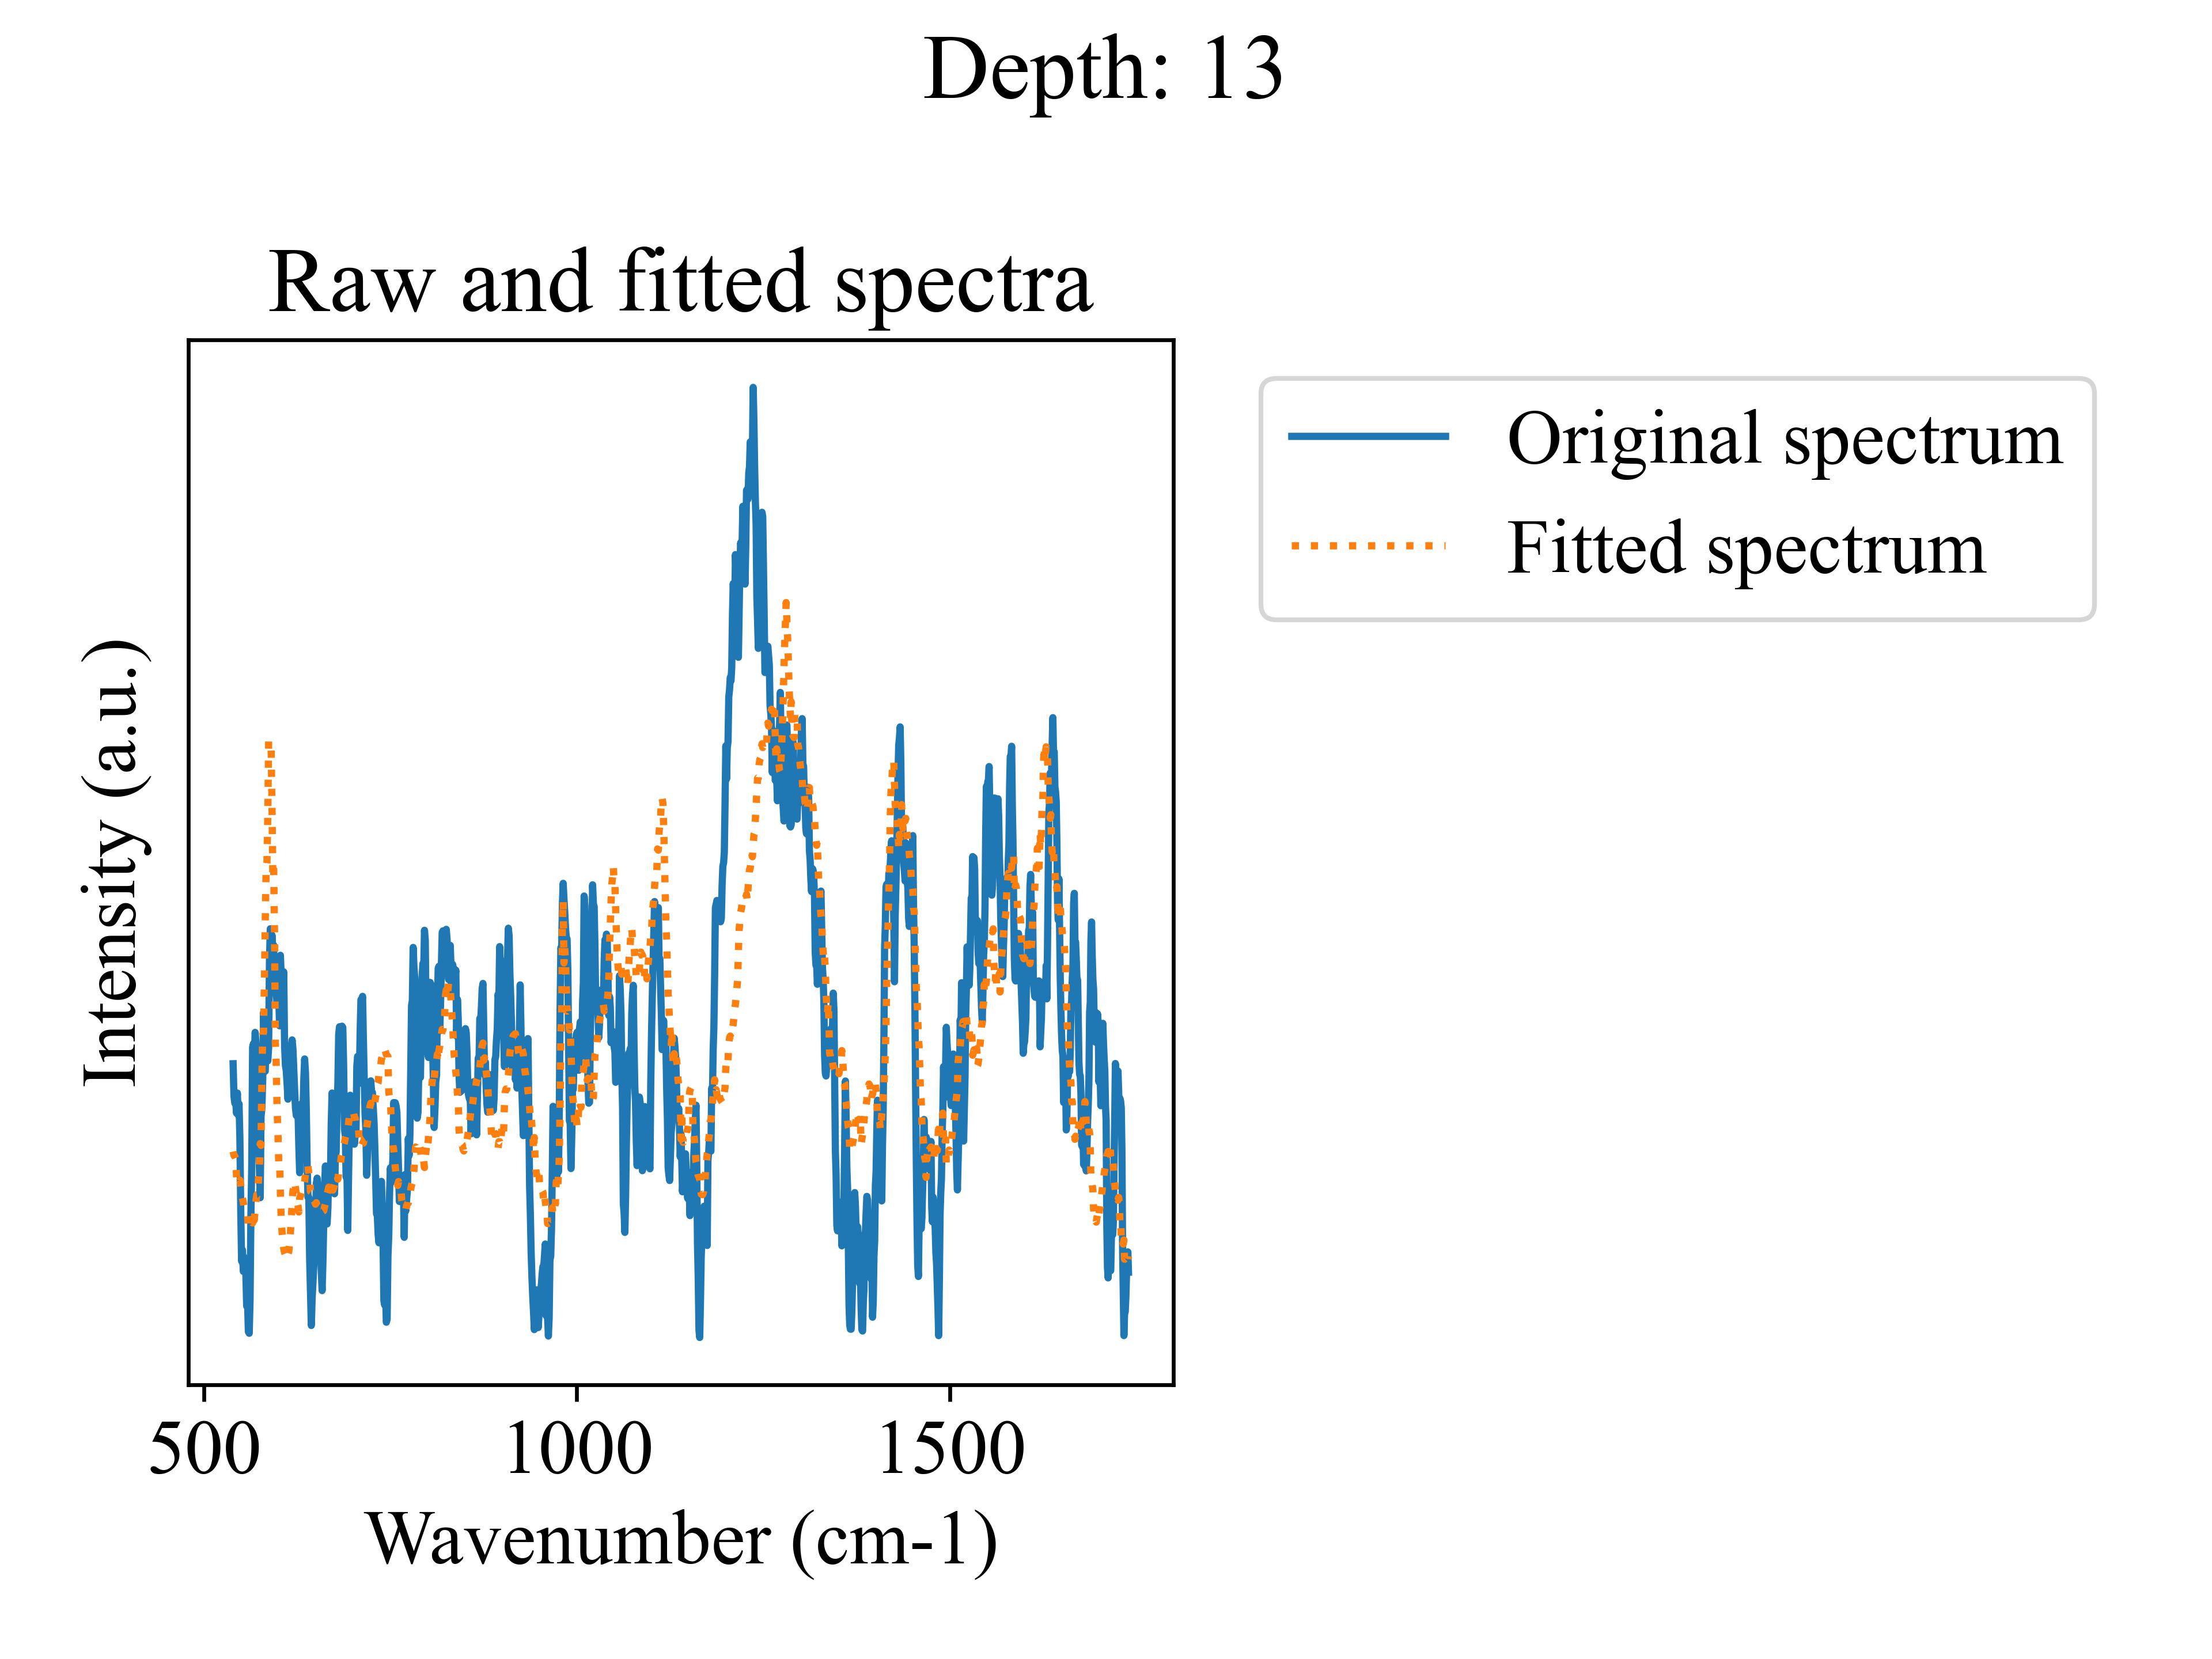 Depth: 13
Raw and fitted spectra
Original spectrum
Fitted spectrum
Intensity (a.u.)
500 1000 1500
Wavenumber (cm-1)